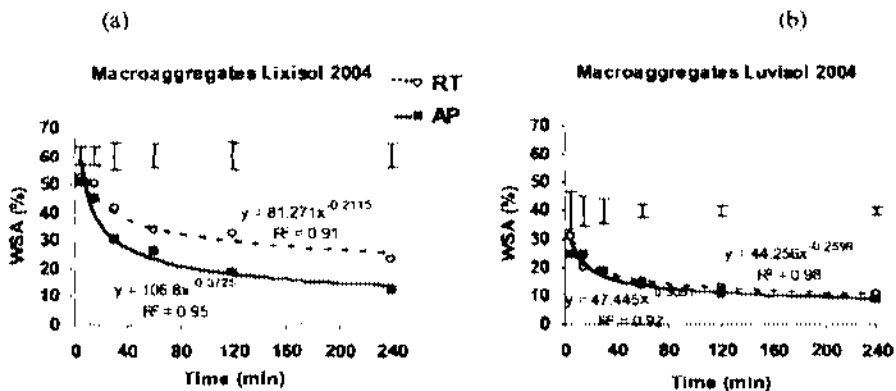 (a)
(b)
Macroaggregates Lixisol 2004
RT
AP
Macroaggregates Luvisol 2004
WSA (%)
70
60
50
40
30
20
10
0
y = 81.271x^-0.2115
R² = 0.91
y = 106.8x^-0.3725
R² = 0.95
0 40 80 120 160 200 240
Time (min)
WSA (%)
70
60
50
40
30
20
10
0
y = 44.256x^-0.2598
R² = 0.98
y = 47.445x
R² = 0.92
0 40 80 120 160 200 240
Time (min)